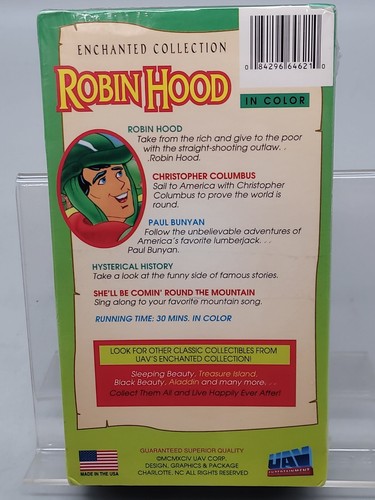 ENCHANTED COLLECTION
ROBIN HOOD
0 84296 64621 0
IN COLOR
ROBIN HOOD
Take from the rich and give to the poor
with the straight-shooting outlaw. . .
.Robin Hood.
CHRISTOPHER COLUMBUS
Sail to America with Christopher
Columbus to prove the world is
round.
PAUL BUNYAN
Follow the unbelievable adventures of
America's favorite lumberjack. . .
Paul Bunyan.
HYSTERICAL HISTORY
Take a look at the funny side of famous stories.
SHE'LL BE COMIN' ROUND THE MOUNTAIN
Sing along to your favorite mountain song.
RUNNING TIME: 30 MINS. IN COLOR
LOOK FOR OTHER CLASSIC COLLECTIBLES FROM
UAV'S ENCHANTED COLLECTION!
Sleeping Beauty, Treasure Island,
Black Beauty, Aladdin and many more. . .
Collect Them All and Live Happily Ever After!
MADE IN THE USA
GUARANTEED SUPERIOR QUALITY
©MCMXCIV UAV CORP.
DESIGN, GRAPHICS & PACKAGE
CHARLOTTE, NC ALL RIGHTS RESERVED
UAV
ENTERTAINMENT